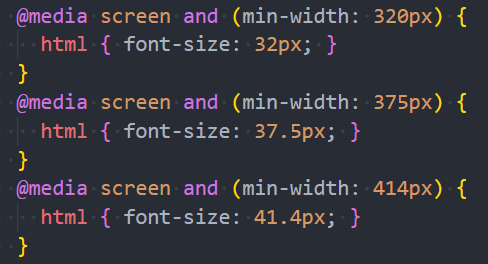 @media screen and (min-width: 320px) {
  html { font-size: 32px; }
}
@media screen and (min-width: 375px) {
  html { font-size: 37.5px; }
}
@media screen and (min-width: 414px) {
  html { font-size: 41.4px; }
}